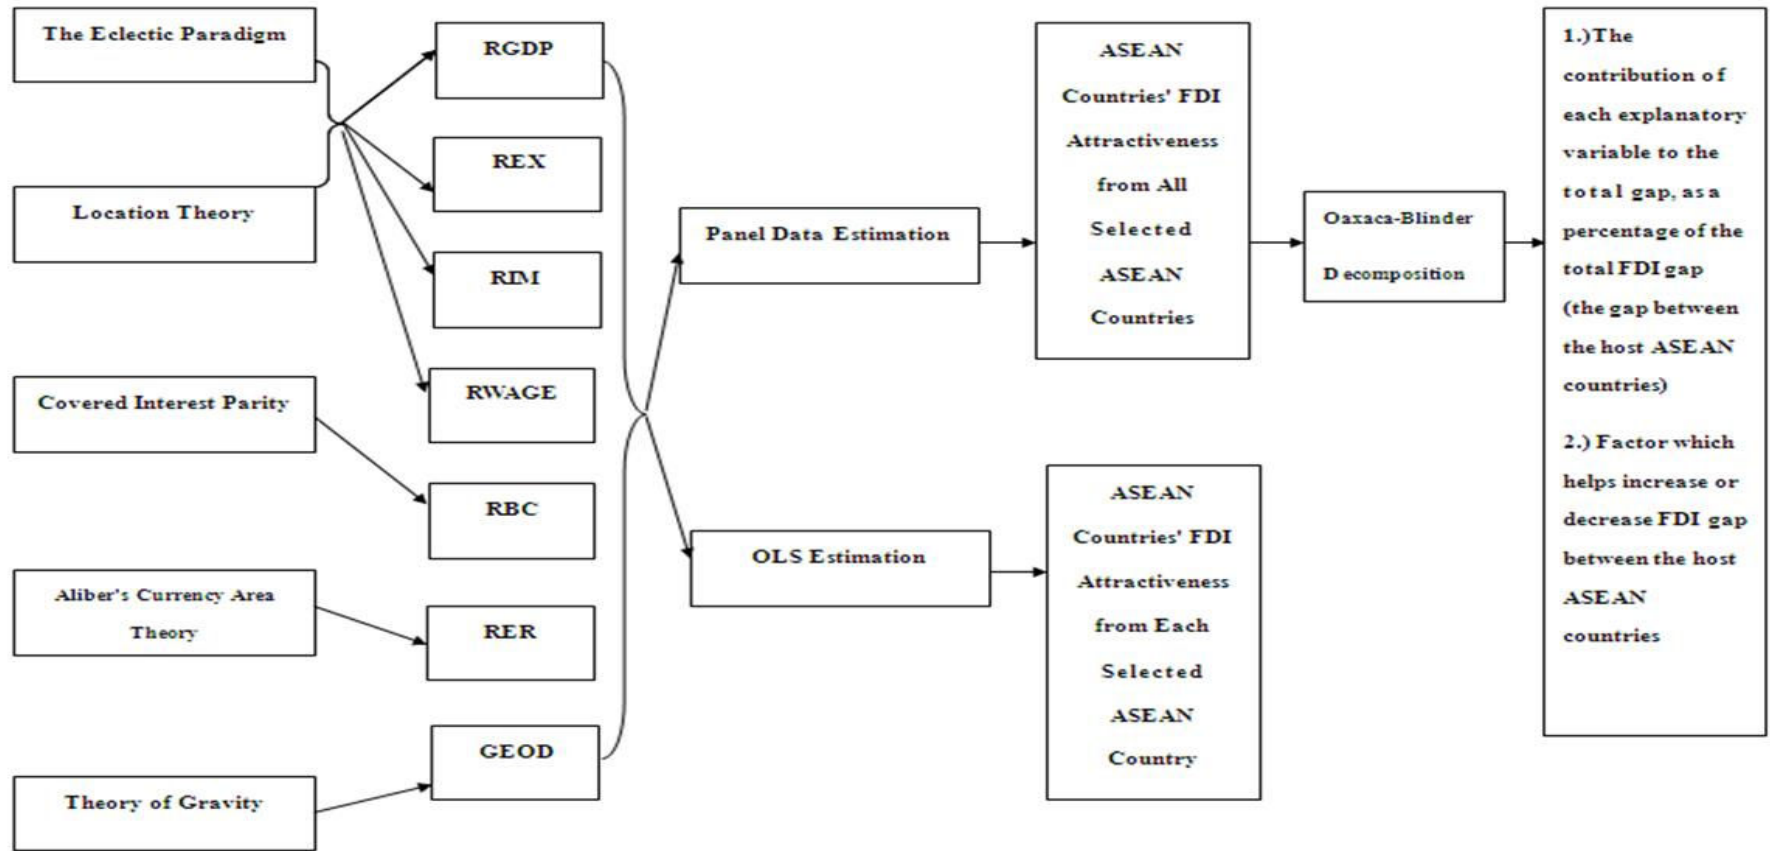 The Eclectic Paradigm
Location Theory
Covered Interest Parity
Aliber's Currency Area
Theory
Theory of Gravity
RGDP
REX
RIM
RWAGE
RBC
RER
GEOD
Panel Data Estimation
OLS Estimation
ASEAN
Countries' FDI
Attractiveness
from All
Selected
ASEAN
Countries
ASEAN
Countries' FDI
Attractiveness
from Each
Selected
ASEAN
Country
Oaxaca-Blinder
Decomposition
1.)The
contribution of
each explanatory
variable to the
total gap, as a
percentage of the
total FDI gap
(the gap between
the host ASEAN
countries)
2.) Factor which
helps increase or
decrease FDI gap
between the host
ASEAN
countries